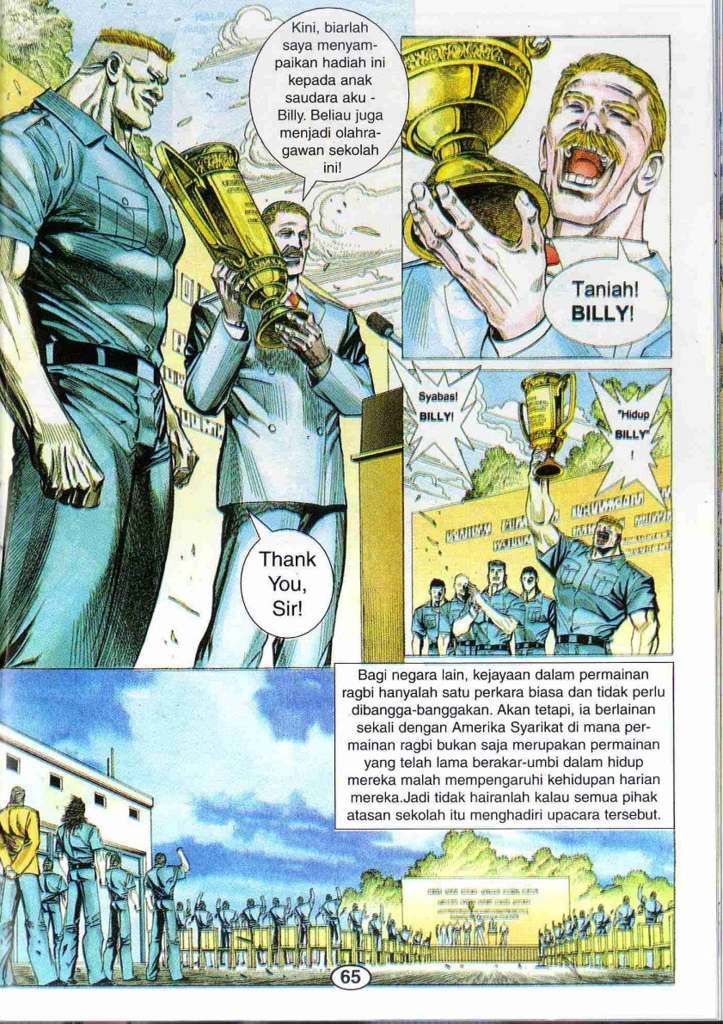 Kini, biarlah
saya menyam-
paikan hadiah ini
kepada anak
saudara aku -
Billy. Beliau juga
menjadi olahra-
gawan sekolah
ini!
Taniah!
BILLY!
Thank
You,
Sir!
Syabas!
BILLY!
"Hidup
BILLY"
!
Bagi negara lain, kejayaan dalam permainan
ragbi hanyalah satu perkara biasa dan tidak perlu
dibangga-banggakan. Akan tetapi, ia berlainan
sekali dengan Amerika Syarikat di mana per-
mainan ragbi bukan saja merupakan permainan
yang telah lama berakar-umbi dalam hidup
mereka malah mempengaruhi kehidupan harian
mereka.Jadi tidak hairanlah kalau semua pihak
atasan sekolah itu menghadiri upacara tersebut.
65